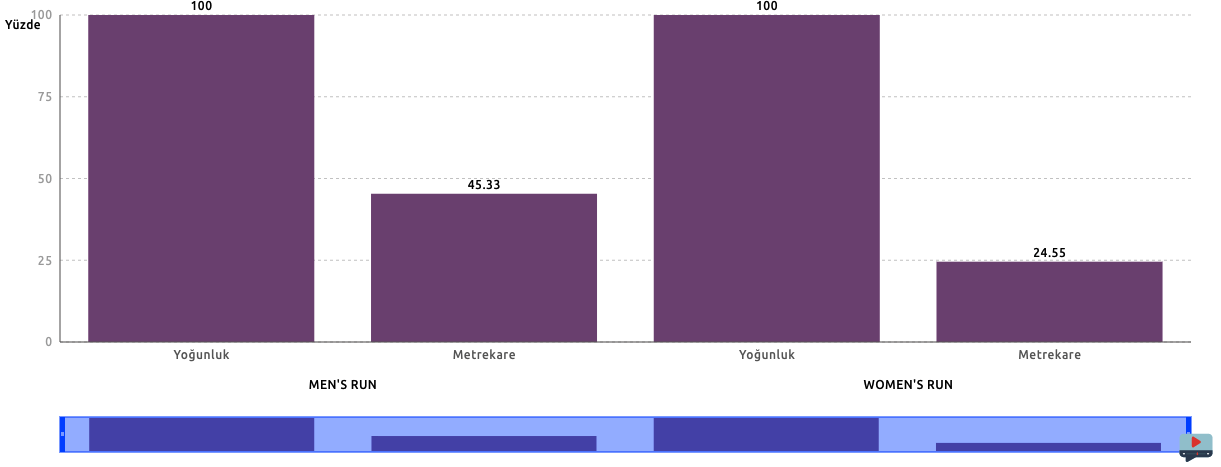 100
100
100
Yüzde
75
50
45.33
25
24.55
0
Yoğunluk
Metrekare
Yoğunluk
Metrekare
MEN'S RUN
WOMEN'S RUN